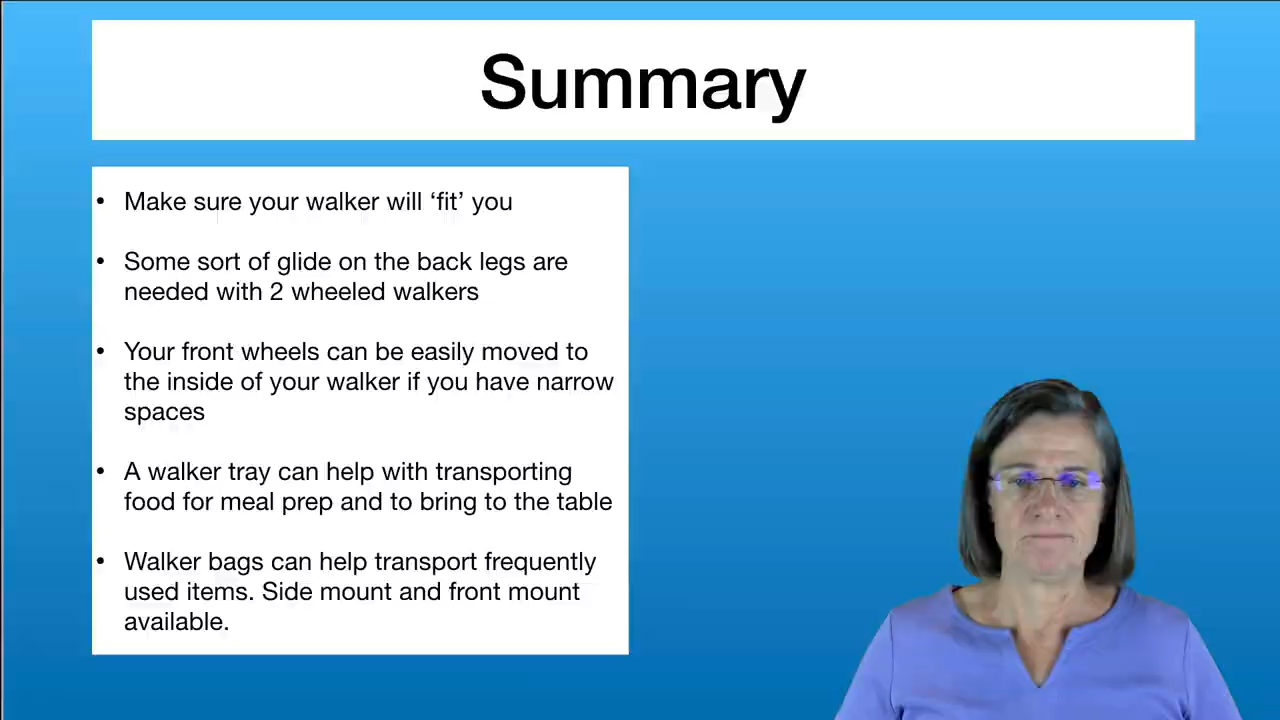 Summary
• Make sure your walker will ‘fit’ you
• Some sort of glide on the back legs are
needed with 2 wheeled walkers
• Your front wheels can be easily moved to
the inside of your walker if you have narrow
spaces
• A walker tray can help with transporting
food for meal prep and to bring to the table
• Walker bags can help transport frequently
used items. Side mount and front mount
available.